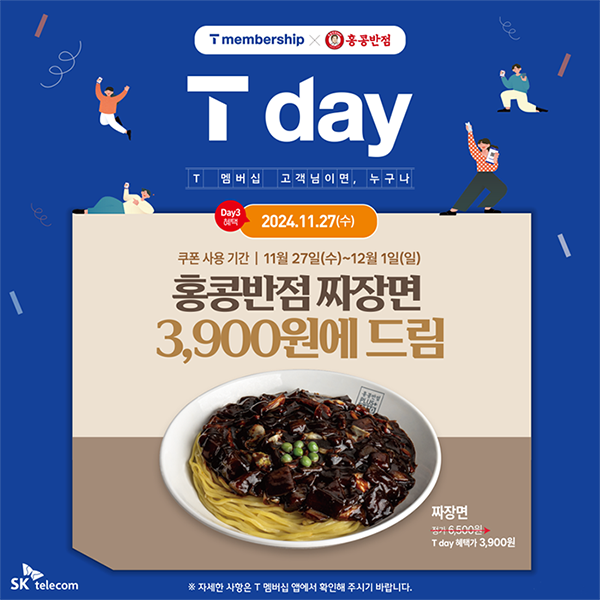 T membership × 홍콩반점
T day
T 멤버십 고객님이면, 누구나
Day3
혜택
2024.11.27(수)
쿠폰 사용 기간 | 11월 27일(수)~12월 1일(일)
홍콩반점 짜장면
3,900원에 드림
짜장면
정가 6,500원
T day 혜택가 3,900원
SK telecom
※ 자세한 사항은 T 멤버십 앱에서 확인해 주시기 바랍니다.